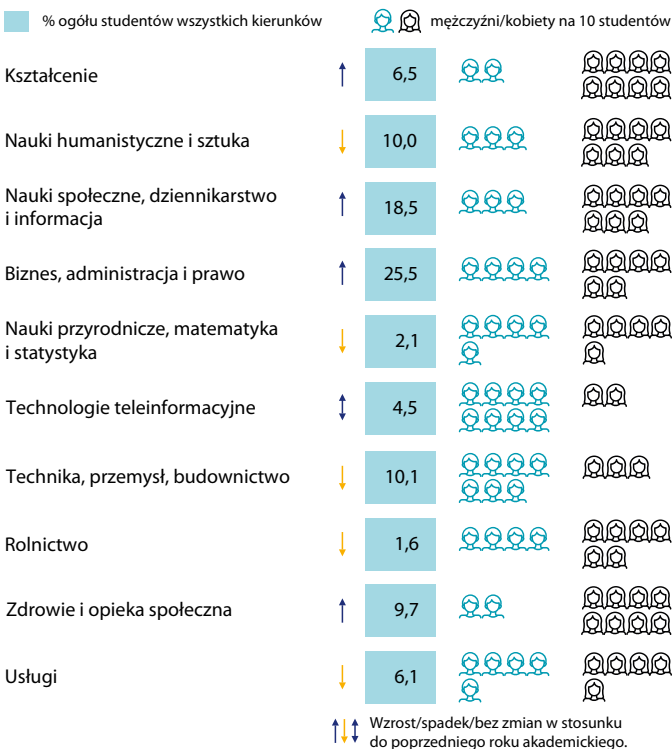 % ogółu studentów wszystkich kierunków
mężczyźni/kobiety na 10 studentów
Kształcenie 6,5
Nauki humanistyczne i sztuka 10,0
Nauki społeczne, dziennikarstwo
i informacja 18,5
Biznes, administracja i prawo 25,5
Nauki przyrodnicze, matematyka
i statystyka 2,1
Technologie teleinformacyjne 4,5
Technika, przemysł, budownictwo 10,1
Rolnictwo 1,6
Zdrowie i opieka społeczna 9,7
Usługi 6,1
Wzrost/spadek/bez zmian w stosunku
do poprzedniego roku akademickiego.